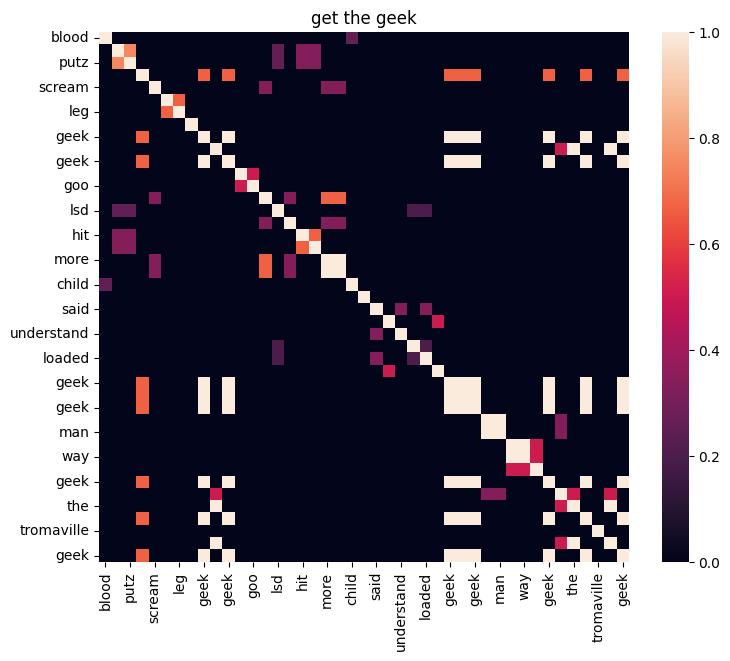 get the geek
blood
putz
scream
leg
geek
geek
goo
lsd
hit
more
child
said
understand
loaded
geek
geek
man
way
geek
the
tromaville
geek
blood
putz
scream
leg
geek
geek
goo
lsd
hit
more
child
said
understand
loaded
geek
geek
man
way
geek
the
tromaville
geek
1.0
0.8
0.6
0.4
0.2
0.0